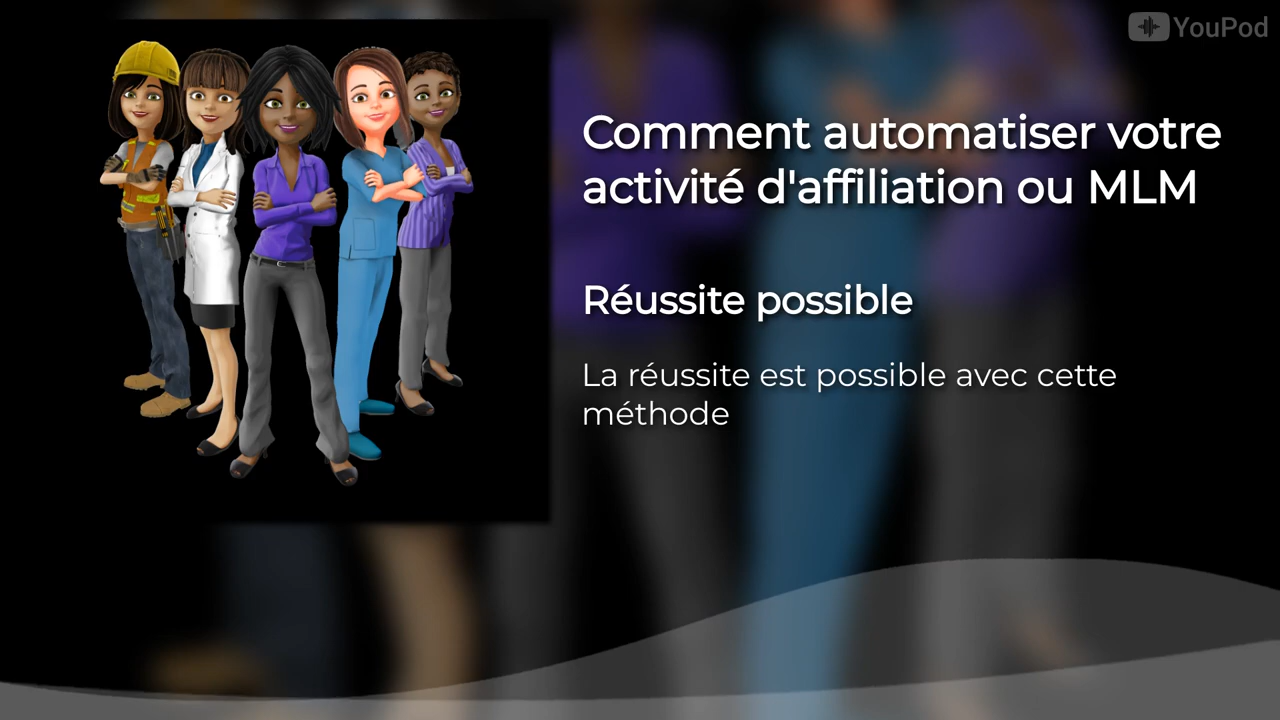 YouPod
Comment automatiser votre
activité d'affiliation ou MLM
Réussite possible
La réussite est possible avec cette
méthode